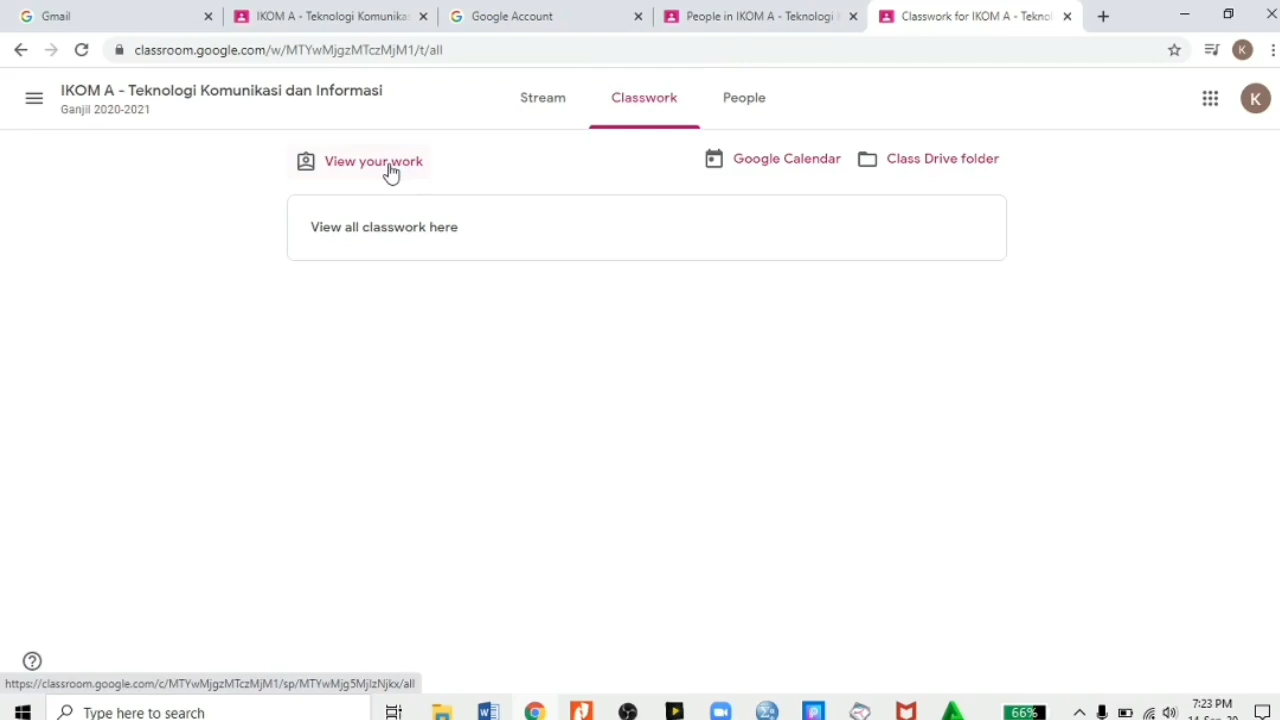 Gmail
IKOM A - Teknologi Komunika
Google Account
People in IKOM A - Teknologi
Classwork for IKOM A - Teknol
classroom.google.com/w/MTYwMjgzMTczMjM1/t/all
K
IKOM A - Teknologi Komunikasi dan Informasi
Ganjil 2020-2021
Stream
Classwork
People
K
View your work
Google Calendar
Class Drive folder
View all classwork here
https://classroom.google.com/c/MTYwMjgzMTczMjM1/sp/MTYwMjg5MjIzNjkx/all
Type here to search
66%
7:23 PM